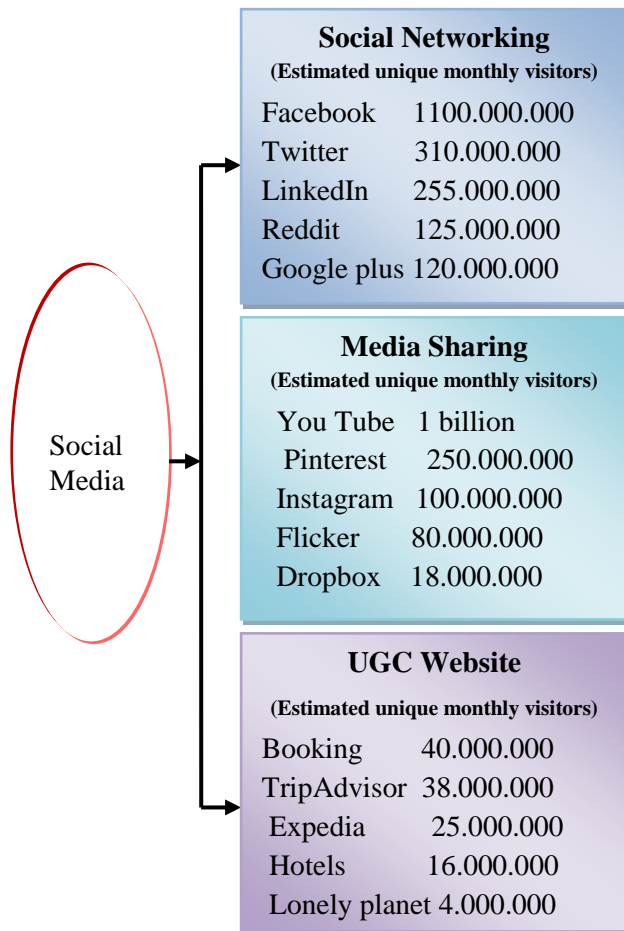 Social
Media
Social Networking
(Estimated unique monthly visitors)
Facebook 1100.000.000
Twitter 310.000.000
LinkedIn 255.000.000
Reddit 125.000.000
Google plus 120.000.000
Media Sharing
(Estimated unique monthly visitors)
You Tube 1 billion
Pinterest 250.000.000
Instagram 100.000.000
Flicker 80.000.000
Dropbox 18.000.000
UGC Website
(Estimated unique monthly visitors)
Booking 40.000.000
TripAdvisor 38.000.000
Expedia 25.000.000
Hotels 16.000.000
Lonely planet 4.000.000